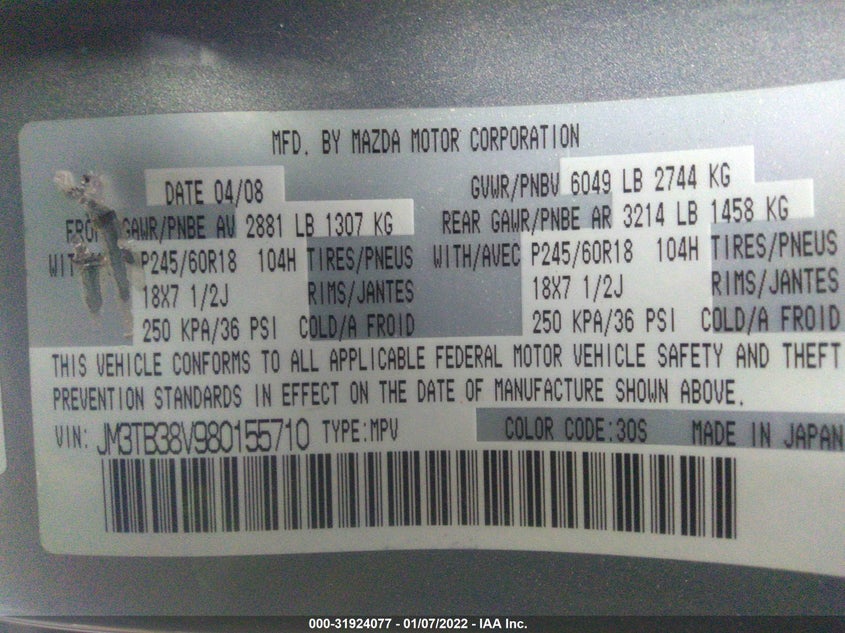 MFD. BY MAZDA MOTOR CORPORATION
DATE 04/08 GVWR/PNBV 6049 LB 2744 KG
FRONT GAWR/PNBE AV 2881 LB 1307 KG REAR GAWR/PNBE AR 3214 LB 1458 KG
P245/60R18 104H TIRES/PNEUS WITH/AVEC P245/60R18 104H TIRES/PNEUS
18X7 1/2J RIMS/JANTES 18X7 1/2J RIMS/JANTES
250 KPA/36 PSI COLD/A FROID 250 KPA/36 PSI COLD/A FROID
THIS VEHICLE CONFORMS TO ALL APPLICABLE FEDERAL MOTOR VEHICLE SAFETY AND THEFT
PREVENTION STANDARDS IN EFFECT ON THE DATE OF MANUFACTURE SHOWN ABOVE.
VIN: JM3TB38V980155710 TYPE:MPV COLOR CODE:30S MADE IN JAPAN
000-31924077 - 01/07/2022 - IAA Inc.